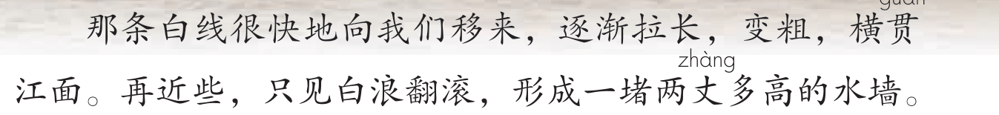 guàn
那条白线很快地向我们移来，逐渐拉长，变粗，横贯
zhàng
江面。再近些，只见白浪翻滚，形成一堵两丈多高的水墙。